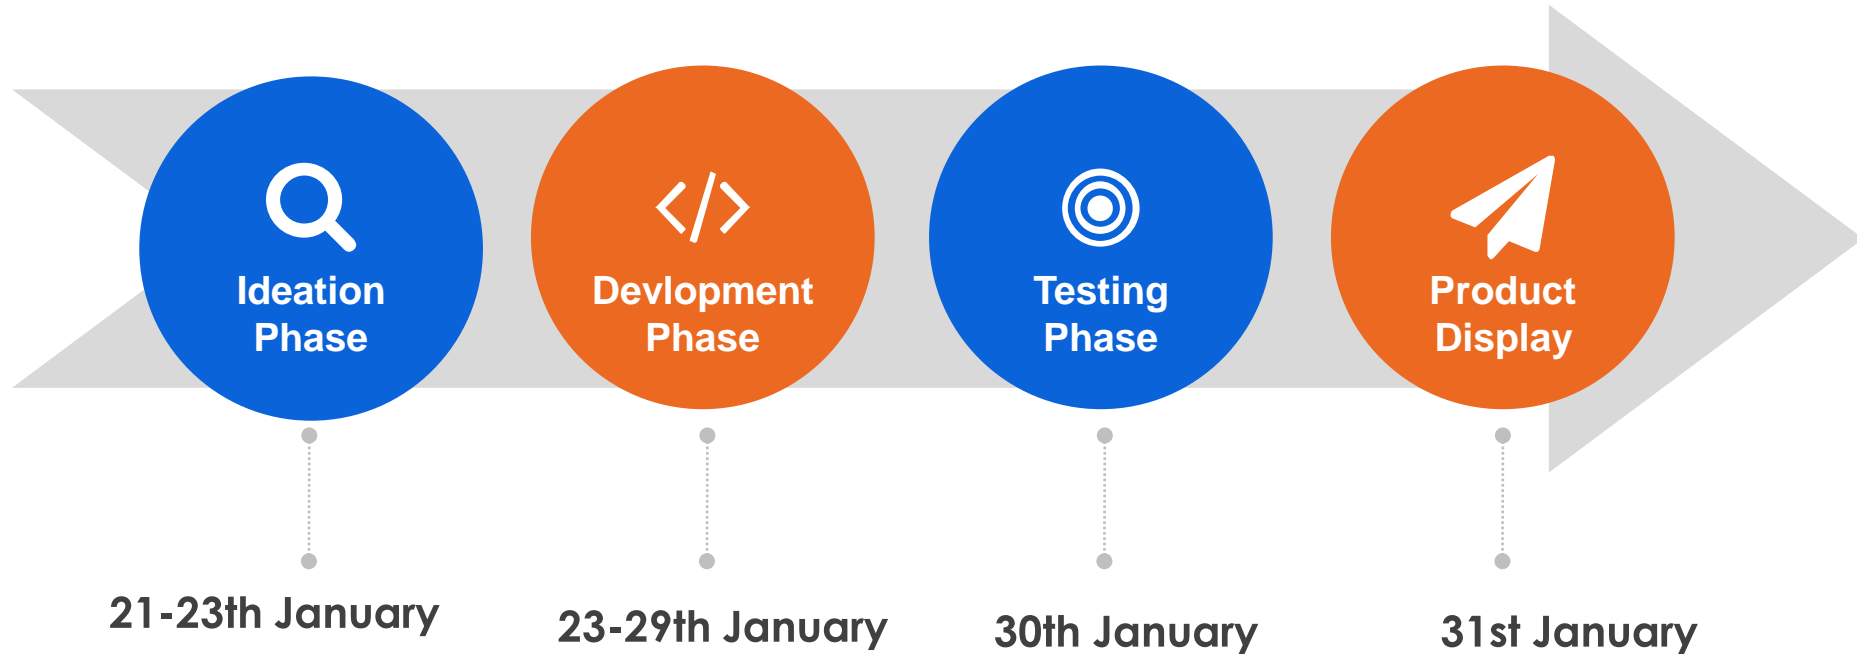 Ideation
Phase
Devlopment
Phase
Testing
Phase
Product
Display
21-23th January
23-29th January
30th January
31st January